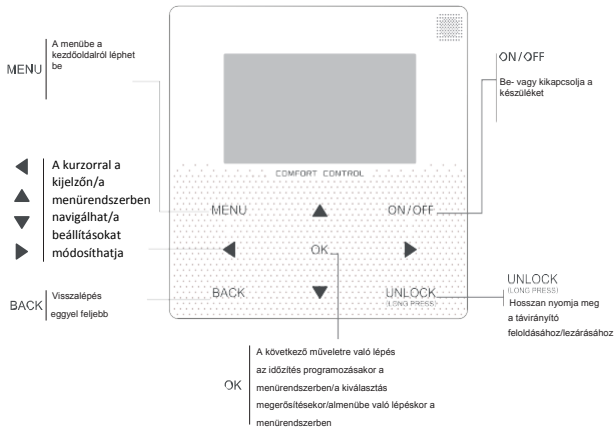 MENU
A menübe a
kezdőoldalról léphet
be
ON/OFF
Be- vagy kikapcsolja a
készüléket
COMFORT CONTROL
A kurzorral a
kijelzőn/a
menürendszerben
navigálhat/a
beállításokat
módosíthatja
MENU
ON/OFF
OK
BACK
UNLOCK
(LONG PRESS)
BACK
Visszalépés
eggyel feljebb
UNLOCK
(LONG PRESS)
Hosszan nyomja meg
a távirányító
feloldásához/lezárásához
OK
A következő műveletre való lépés
az időzítés programozásakor a
menürendszerben/a kiválasztás
megerősítésekor/almenübe való lépéskor a
menürendszerben